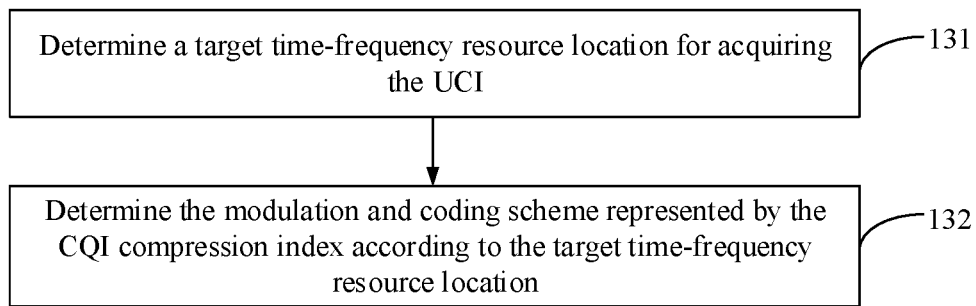 Determine a target time-frequency resource location for acquiring
the UCI
131
Determine the modulation and coding scheme represented by the
CQI compression index according to the target time-frequency
resource location
132